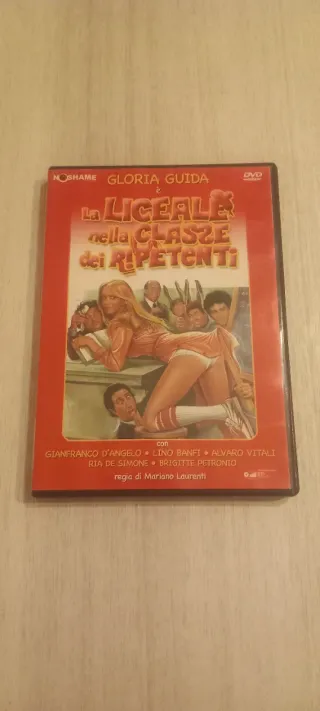 NOSHAME
DVD
GLORIA GUIDA
è
La LICEALE
nella CLASSE
dei RIPETENTI
con
GIANFRANCO D'ANGELO • LINO BANFI • ALVARO VITALI
RIA DE SIMONE • BRIGITTE PETRONIO
regia di Mariano Laurenti